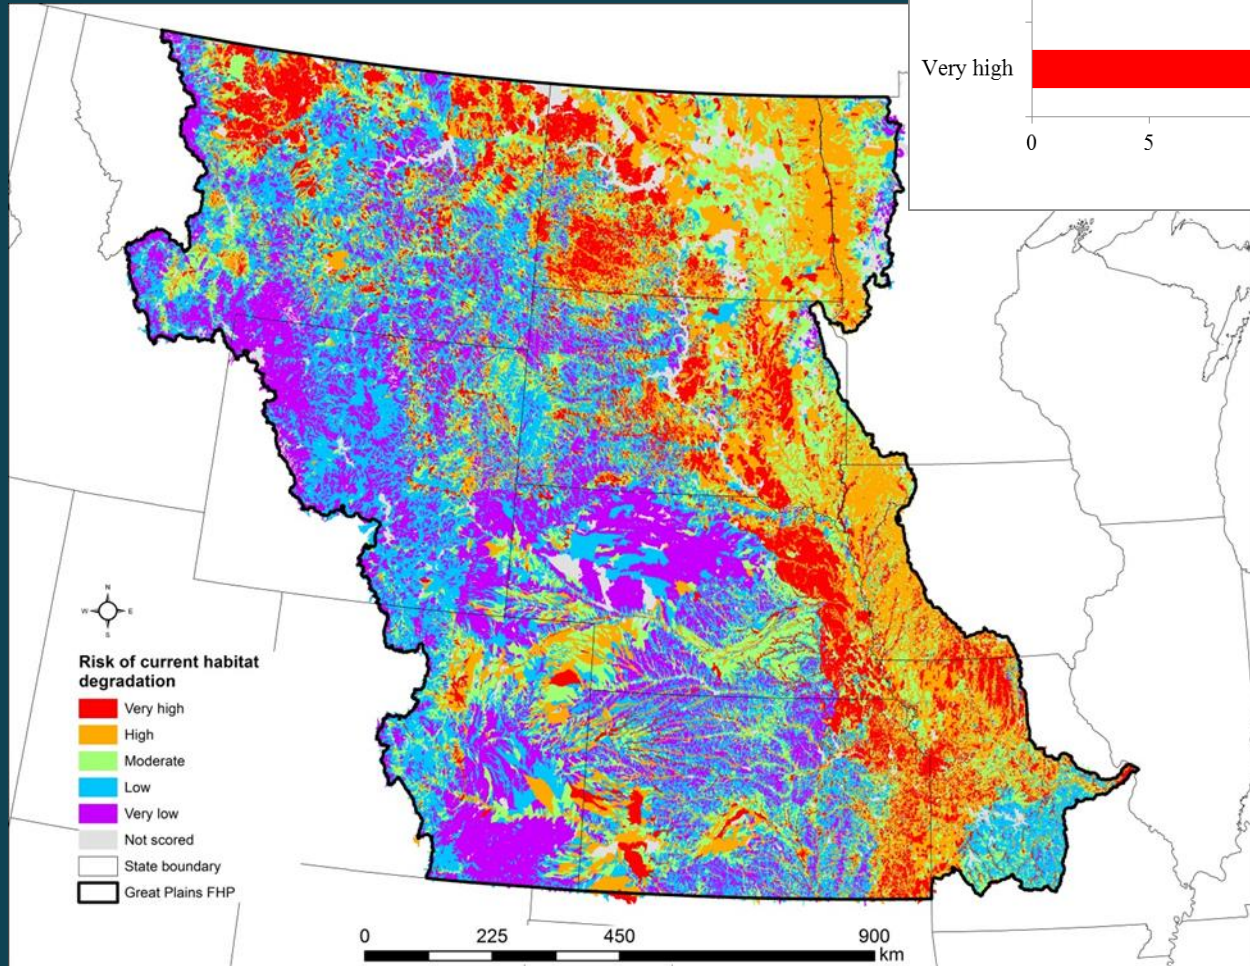 Very high
0 5
N
W E
S
Risk of current habitat
degradation
Very high
High
Moderate
Low
Very low
Not scored
State boundary
Great Plains FHP
0 225 450 900
km